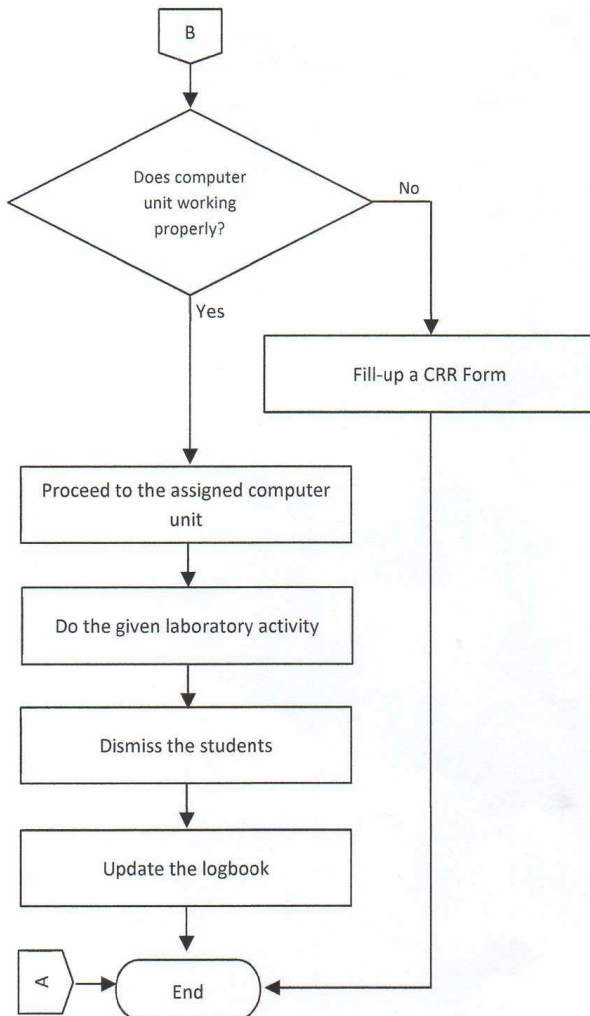 B
Does computer
unit working
properly?
No
Yes
Fill-up a CRR Form
Proceed to the assigned computer
unit
Do the given laboratory activity
Dismiss the students
Update the logbook
A
End